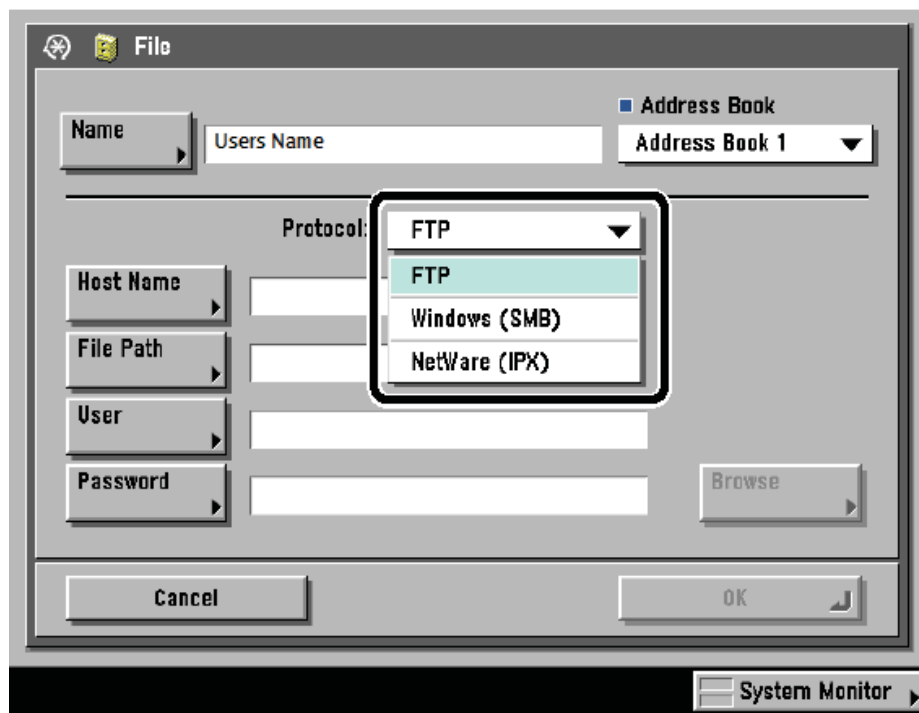 File
Address Book
Name
Users Name
Address Book 1
Protocol:
FTP
FTP
Host Name
Windows (SMB)
File Path
NetWare (IPX)
User
Password
Browse
Cancel
OK
System Monitor